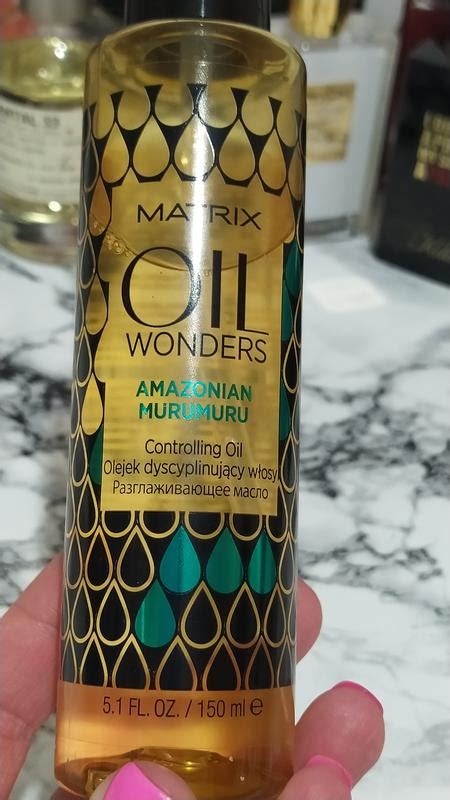 MATRIX
OIL
WONDERS
AMAZONIAN
MURUMURU
Controlling Oil
Olejek dyscyplinujący włosy
Разглаживающее масло
5.1 FL. OZ. / 150 ml e